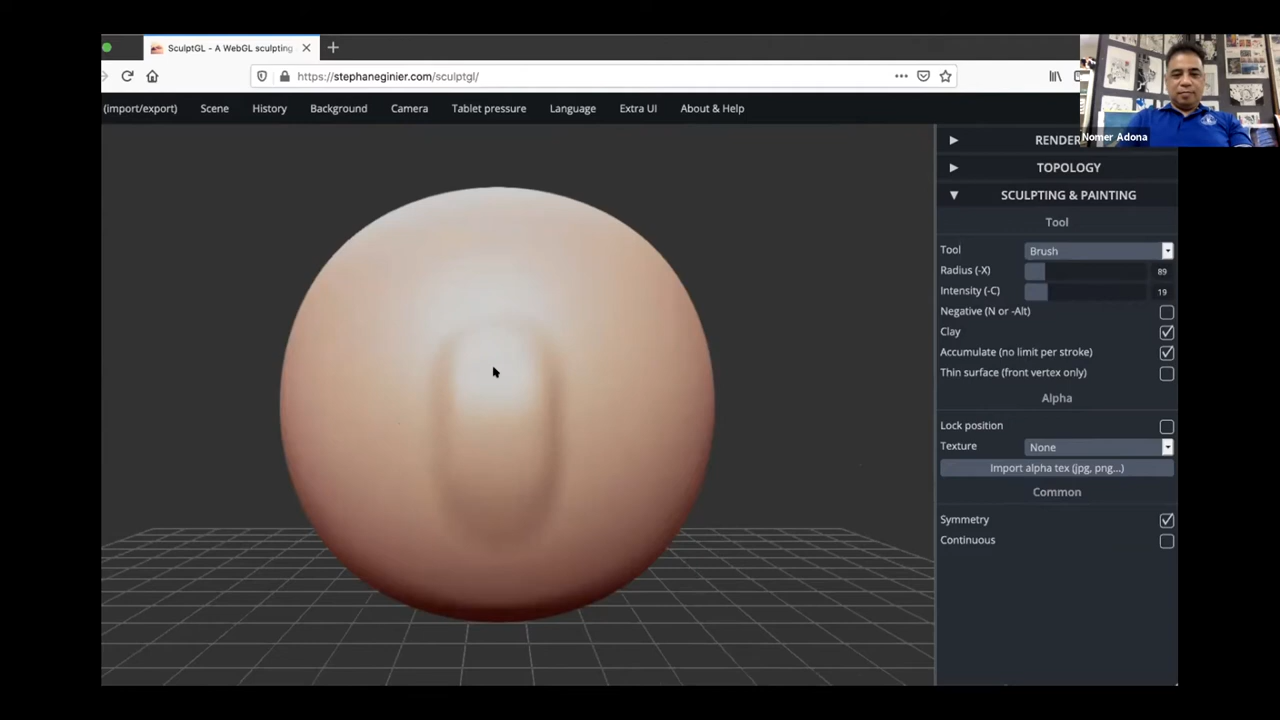 SculptGL - A WebGL sculpting
https://stephaneginier.com/sculptgl/
(import/export) Scene History Background Camera Tablet pressure Language Extra UI About & Help
Nomer Adona
RENDER
TOPOLOGY
SCULPTING & PAINTING
Tool
Tool Brush
Radius (-X) 89
Intensity (-C) 19
Negative (N or -Alt)
Clay
Accumulate (no limit per stroke)
Thin surface (front vertex only)
Alpha
Lock position
Texture None
Import alpha tex (jpg, png...)
Common
Symmetry
Continuous